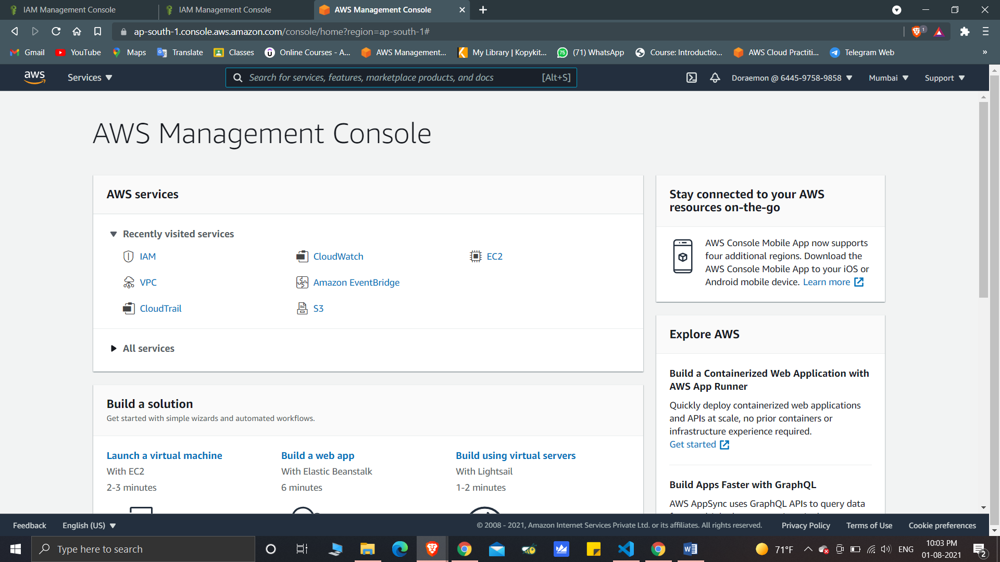 IAM Management Console
IAM Management Console
AWS Management Console
ap-south-1.console.aws.amazon.com/console/home?region=ap-south-1#
1
Gmail
YouTube
Maps
Translate
Classes
Online Courses - A...
AWS Management...
My Library | Kopykit...
75
(71) WhatsApp
Course: Introductio...
AWS Cloud Practiti...
Telegram Web
»
aws
Services
Search for services, features, marketplace products, and docs
[Alt+S]
Doraemon @ 6445-9758-9858
Mumbai
Support
AWS Management Console
AWS services
Recently visited services
IAM
CloudWatch
EC2
VPC
Amazon EventBridge
CloudTrail
S3
All services
Build a solution
Get started with simple wizards and automated workflows.
Launch a virtual machine
With EC2
2-3 minutes
Build a web app
With Elastic Beanstalk
6 minutes
Build using virtual servers
With Lightsail
1-2 minutes
Stay connected to your AWS
resources on-the-go
AWS Console Mobile App now supports
four additional regions. Download the
AWS Console Mobile App to your iOS or
Android mobile device. Learn more
Explore AWS
Build a Containerized Web Application with
AWS App Runner
Quickly deploy containerized web applications
and APIs at scale, no prior containers or
infrastructure experience required.
Get started
Build Apps Faster with GraphQL
AWS AppSync uses GraphQL APIs to query data
Feedback
English (US)
© 2008 - 2021, Amazon Internet Services Private Ltd. or its affiliates. All rights reserved.
Privacy Policy
Terms of Use
Cookie preferences
Type here to search
71°F
ENG
10:03 PM
01-08-2021
2